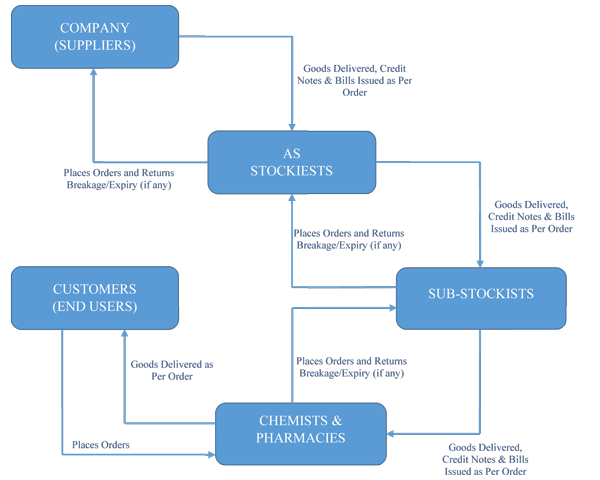 COMPANY
(SUPPLIERS)
Goods Delivered, Credit
Notes & Bills Issued as Per
Order
AS
STOCKIESTS
Places Orders and Returns
Breakage/Expiry (if any)
Goods Delivered,
Credit Notes & Bills
Issued as Per Order
Places Orders and Returns
Breakage/Expiry (if any)
CUSTOMERS
(END USERS)
SUB-STOCKISTS
Goods Delivered as
Per Order
Places Orders and Returns
Breakage/Expiry (if any)
CHEMISTS &
PHARMACIES
Places Orders
Goods Delivered,
Credit Notes & Bills
Issued as Per Order